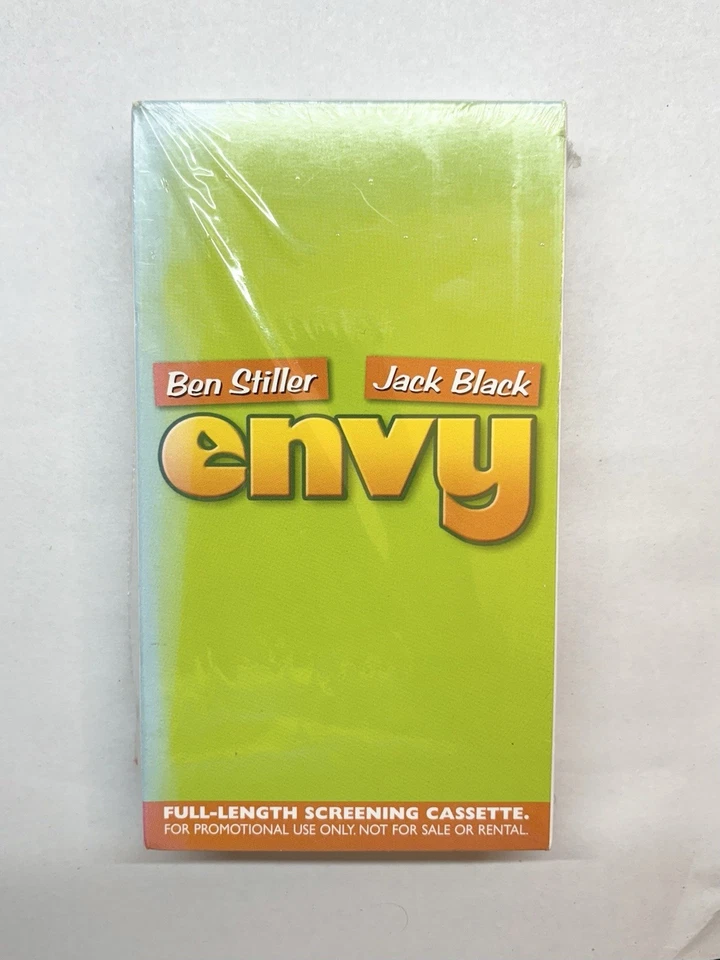 Ben Stiller Jack Black
envy
FULL-LENGTH SCREENING CASSETTE.
FOR PROMOTIONAL USE ONLY. NOT FOR SALE OR RENTAL.